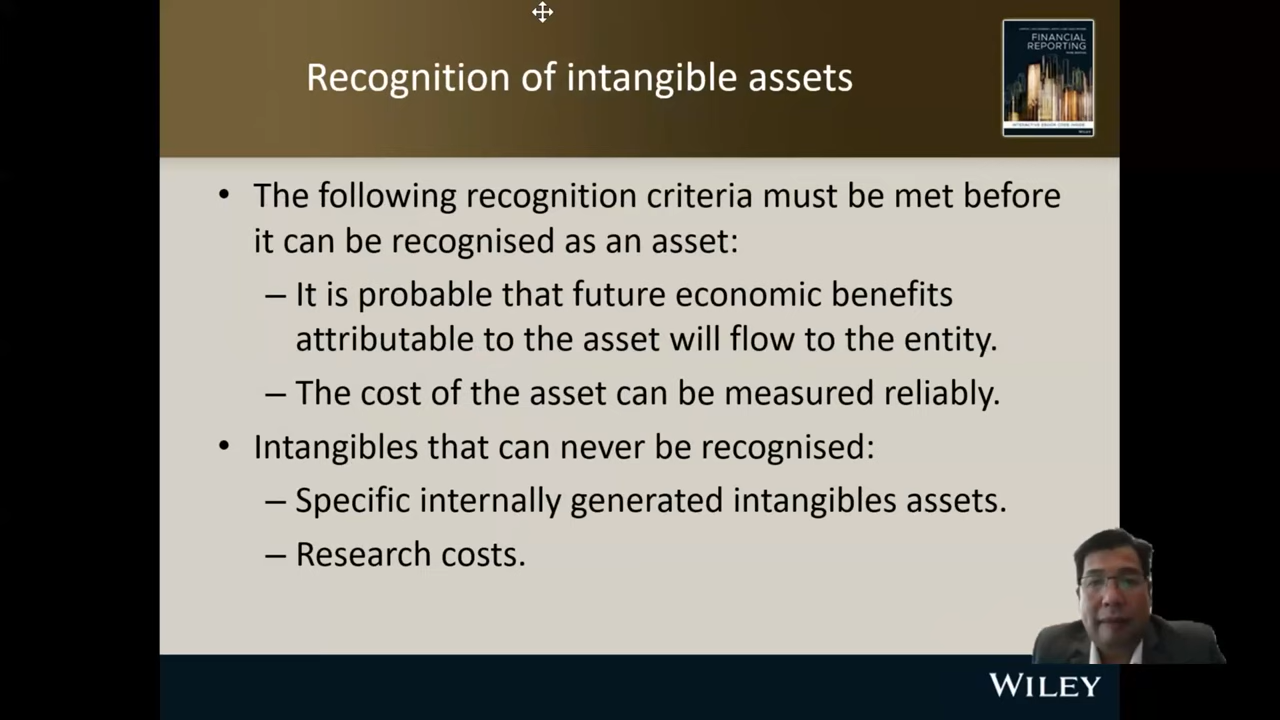 Recognition of intangible assets
FINANCIAL
REPORTING
• The following recognition criteria must be met before
it can be recognised as an asset:
– It is probable that future economic benefits
attributable to the asset will flow to the entity.
– The cost of the asset can be measured reliably.
• Intangibles that can never be recognised:
– Specific internally generated intangibles assets.
– Research costs.
WILEY